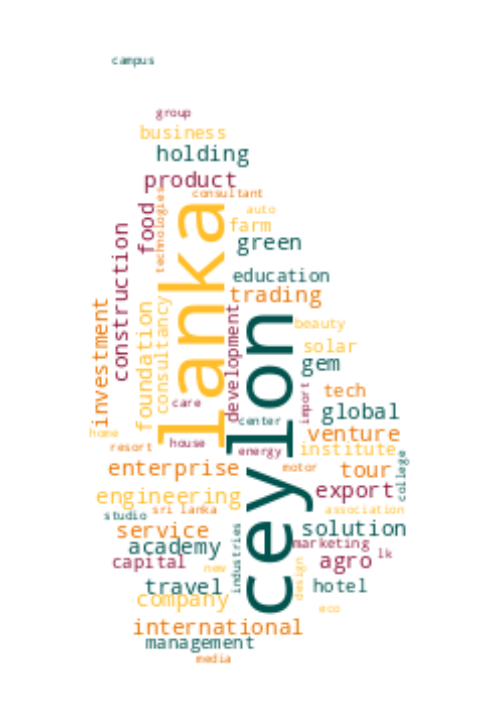 campus
group
business
holding
product
consultant
technologies
food
auto
farm
green
lanka
construction
education
trading
investment
foundation
consultancy
development
ceylon
beauty
solar
gem
care
import
tech
global
center
home
venture
house
resort
energy
institute
college
enterprise
motor
tour
engineering
export
sri lanka
association
studio
service
solution
industries
academy
marketing
lk
capital
agro
new
design
travel
hotel
company
eco
international
management
media